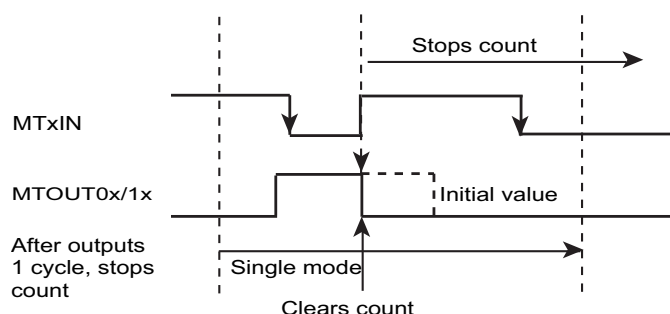 Stops count
MTxIN
MTOUT0x/1x
Initial value
After outputs
1 cycle, stops
count
Single mode
Clears count